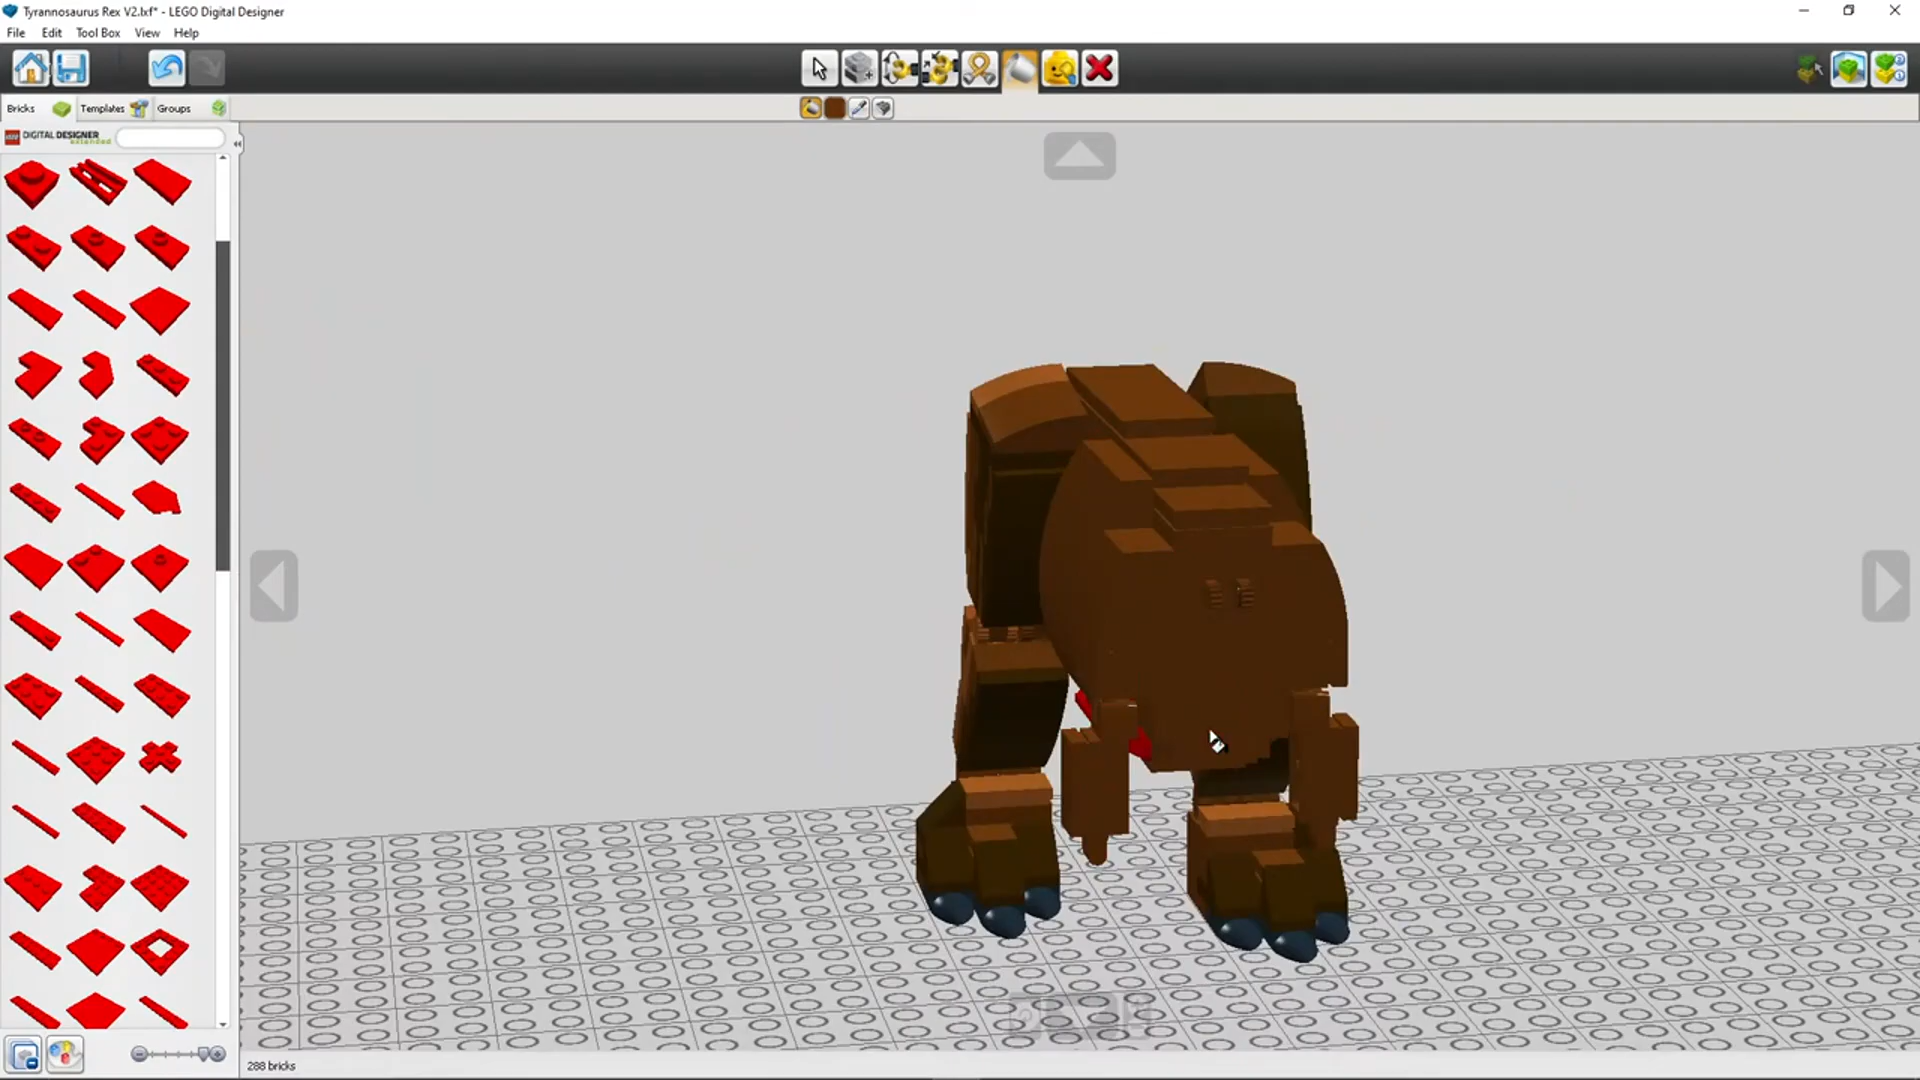 Tyrannosaurus Rex V2.lxf* - LEGO Digital Designer
File Edit Tool Box View Help
Bricks Templates Groups
DIGITAL DESIGNER
extended
288 bricks